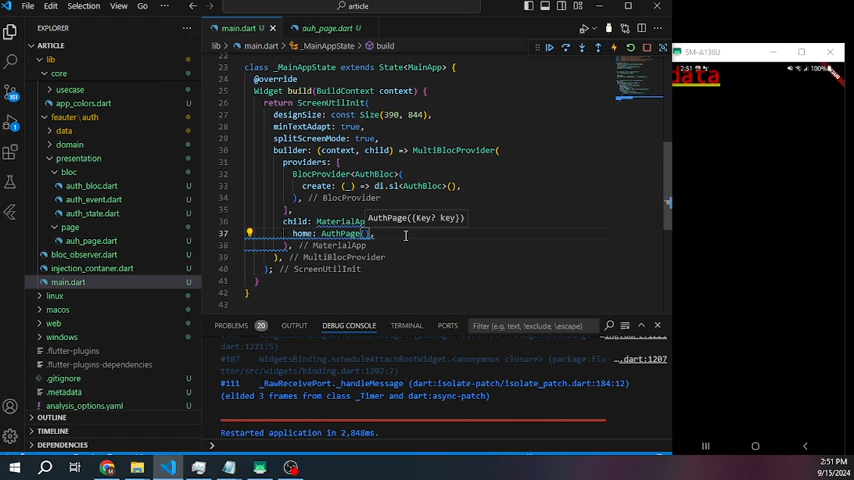 File Edit Selection View Go ...
article
EXPLORER
ARTICLE
lib
core
usecase
app_colors.dart U
feauter \ auth
data
domain
presentation
bloc
auth_bloc.dart U
auth_event.dart U
auth_state.dart U
page
auh_page.dart U
bloc_observer.dart U
injection_contaner.dart U
main.dart U
linux
macos
web
windows
.flutter-plugins
.flutter-plugins-dependencies
.gitignore U
.metadata U
analysis_options.yaml U
OUTLINE
TIMELINE
DEPENDENCIES
main.dart U
auh_page.dart U
lib > main.dart > _MainAppState > build
23 class _MainAppState extends State<MainApp> {
24 @override
25 Widget build(BuildContext context) {
26 return ScreenUtilInit(
27 designSize: const Size(390, 844),
28 minTextAdapt: true,
29 splitScreenMode: true,
30 builder: (context, child) => MultiBlocProvider(
31 providers: [
32 BlocProvider<AuthBloc>(
33 create: (_) => di.sl<AuthBloc>(),
34 ), // BlocProvider
35 ],
AuthPage({Key? key})
36 child: MaterialAp
37 home: AuthPage(),
38 ), // MaterialApp
39 ), // MultiBlocProvider
40 ); // ScreenUtilInit
41 }
42 }
43
PROBLEMS 20 OUTPUT DEBUG CONSOLE TERMINAL PORTS Filter (e.g. text, !exclude, \esca
dart:1221:5)
#107 WidgetsBinding.scheduleAttachRootWidget.<anonymous closure> (package:flu ….dart:1207
tter/src/widgets/binding.dart:1207:7)
#111 _RawReceivePort._handleMessage (dart:isolate-patch/isolate_patch.dart:184:12)
(elided 3 frames from class _Timer and dart:async-patch)
Restarted application in 2,848ms.
SM-A136U
2:51
100%
data
2:51 PM
9/15/2024